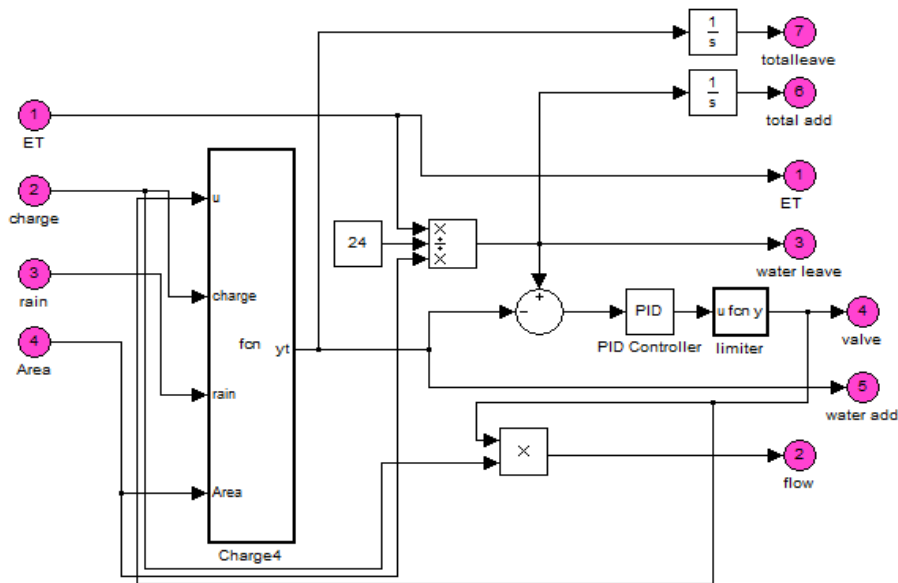 1
s
7
totalleave
1
s
6
total add
1
ET
1
ET
2
charge
u
24
×
÷
×
3
water leave
3
rain
charge
+
−
PID
PID Controller
u fcn y
limiter
4
valve
4
Area
fcn
yt
rain
5
water add
×
2
flow
Area
Charge4